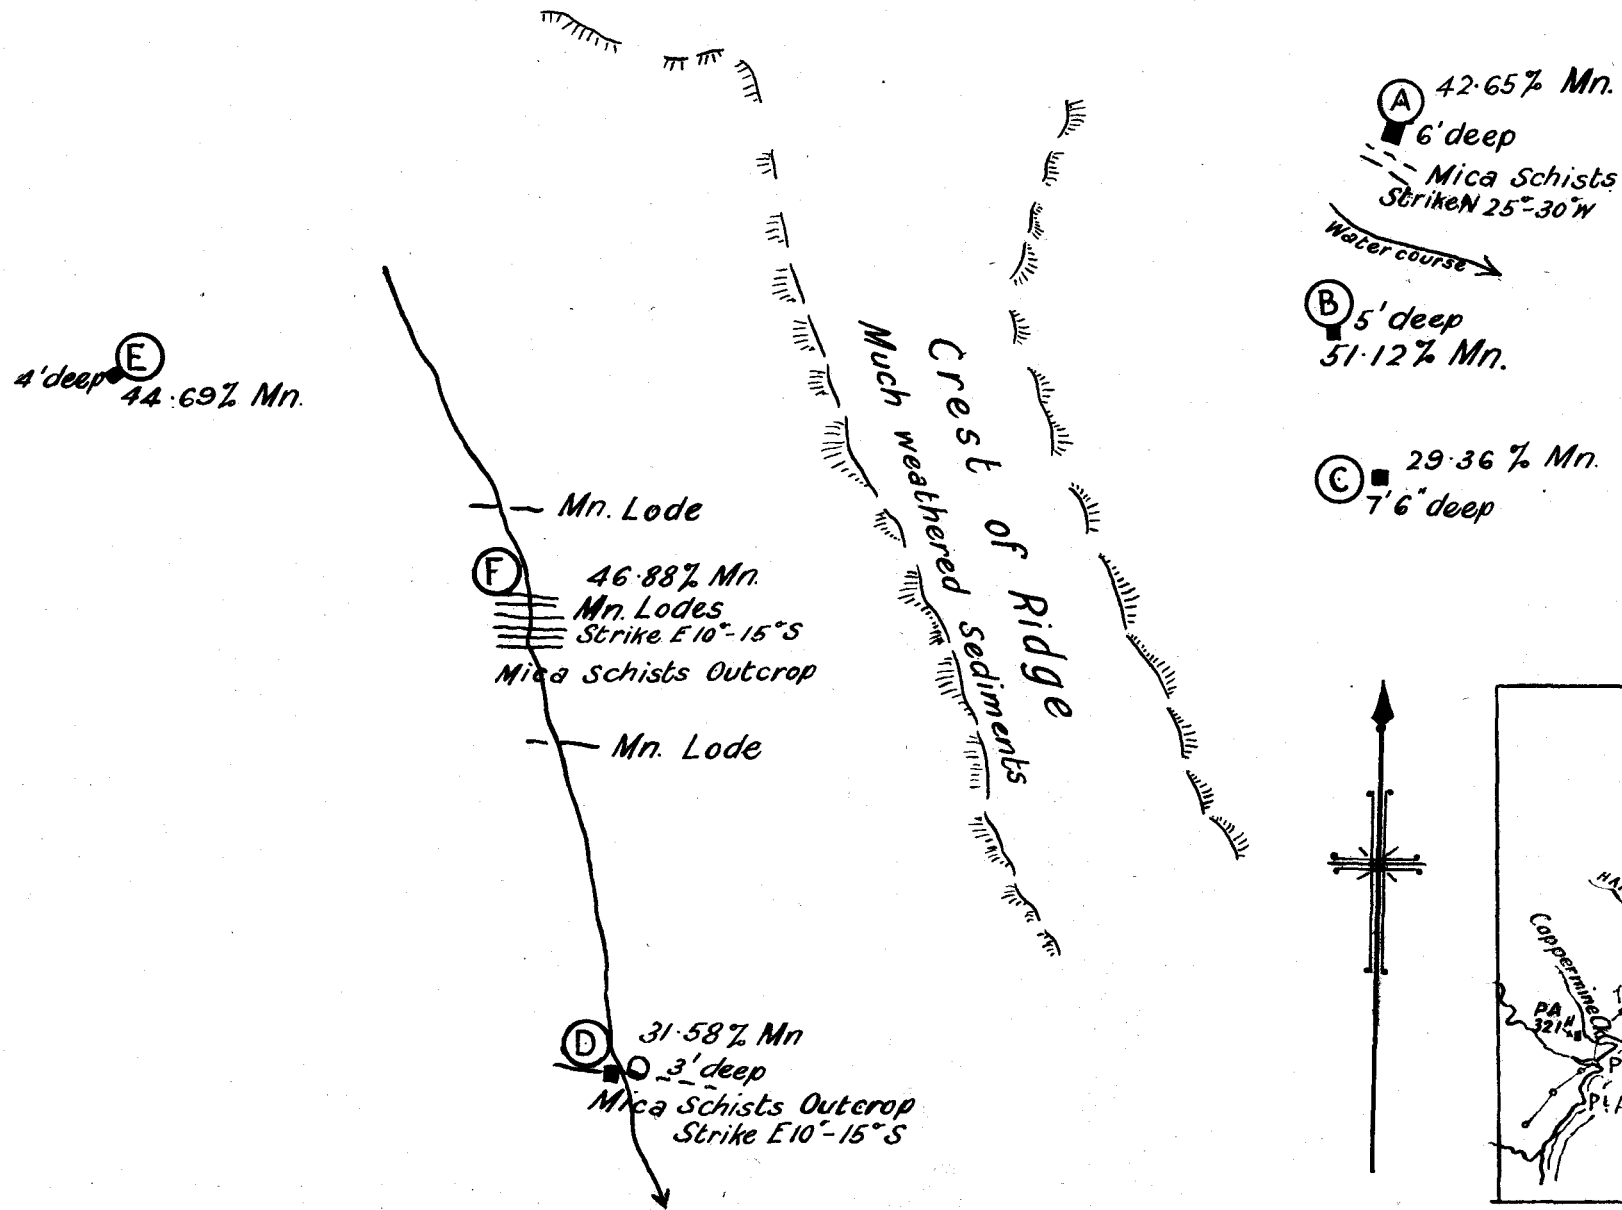 A
42.65% Mn.
6' deep
Mica Schists
Strike N 25°-30° W
Water course
B
5' deep
51.12% Mn.
E
4' deep
44.69% Mn.
Crest of Ridge
Much weathered sediments
C
29.36 % Mn.
7' 6" deep
Mn. Lode
F
46.88% Mn.
Mn. Lodes
Strike E 10°-15° S
Mica Schists Outcrop
Mn. Lode
D
31.58% Mn
3' deep
Mica Schists Outcrop
Strike E 10°-15° S
Coppermine Ck
PA
321H